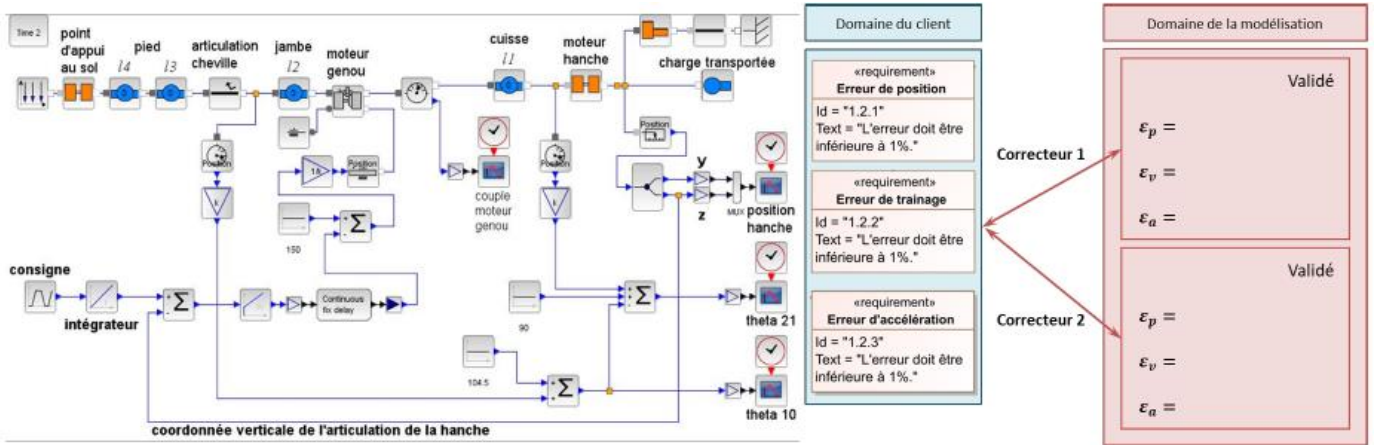 Time 2
point
d'appui
au sol
pied
l4
l3
articulation
cheville
jambe
l2
moteur
genou
cuisse
l1
moteur
hanche
charge transportée
Position
Position
Position
Position
couple
moteur
genou
150
y
z
MUX
position
hanche
consigne
intégrateur
Continuous
fix delay
90
theta 21
104.5
theta 10
coordonnée verticale de l'articulation de la hanche
Domaine du client
«requirement»
Erreur de position
Id = "1.2.1"
Text = "L'erreur doit être
inférieure à 1%."
«requirement»
Erreur de trainage
Id = "1.2.2"
Text = "L'erreur doit être
inférieure à 1%."
«requirement»
Erreur d'accélération
Id = "1.2.3"
Text = "L'erreur doit être
inférieure à 1%."
Correcteur 1
Correcteur 2
Domaine de la modélisation
Validé
εp =
εv =
εa =
Validé
εp =
εv =
εa =